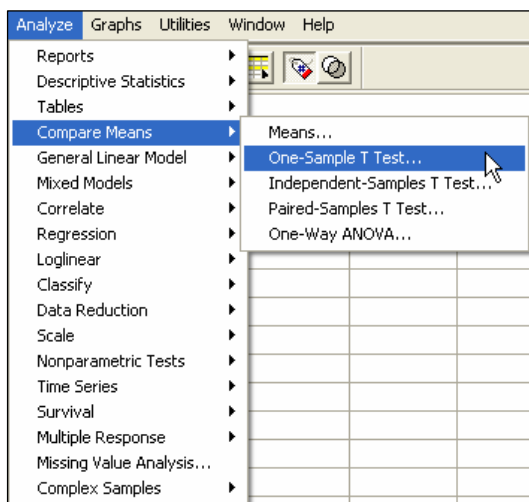 Analyze Graphs Utilities Window Help
Reports
Descriptive Statistics
Tables
Compare Means
General Linear Model
Mixed Models
Correlate
Regression
Loglinear
Classify
Data Reduction
Scale
Nonparametric Tests
Time Series
Survival
Multiple Response
Missing Value Analysis...
Complex Samples
Means...
One-Sample T Test...
Independent-Samples T Test...
Paired-Samples T Test...
One-Way ANOVA...